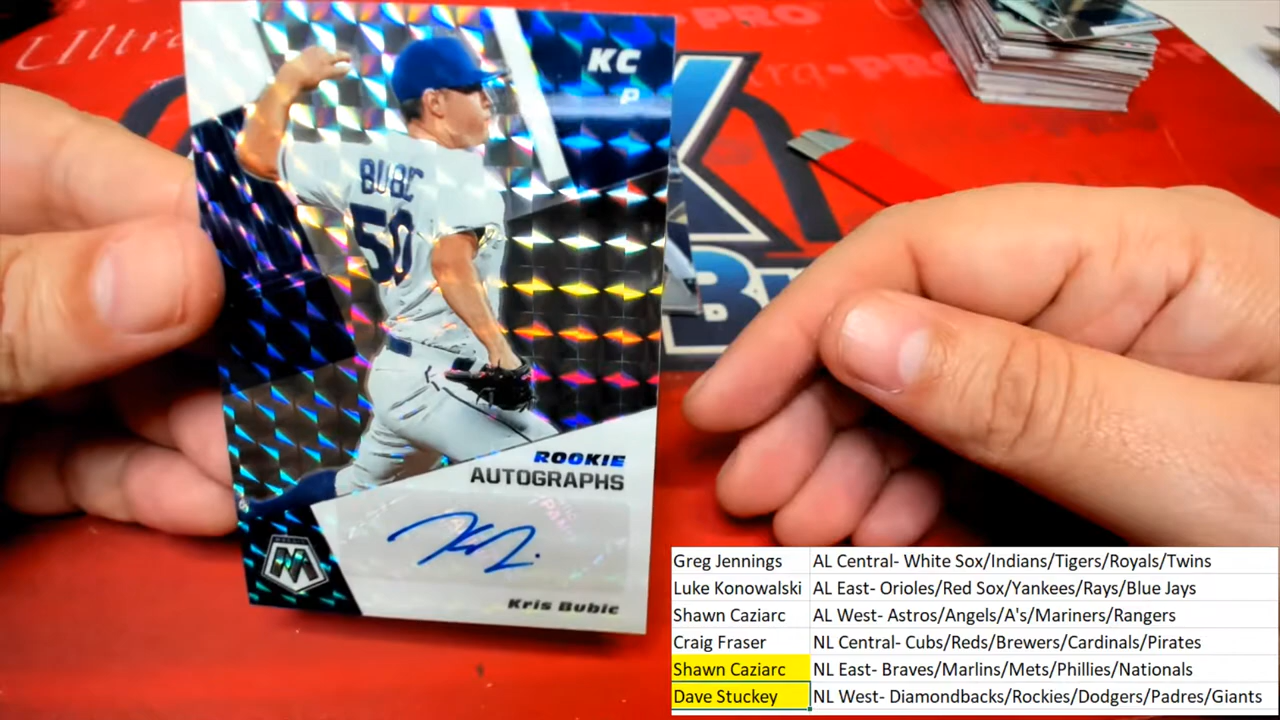 Ultra PRO
KC
P
BUBIC
50
ROOKIE
AUTOGRAPHS
Kris Bubic
Greg Jennings AL Central- White Sox/Indians/Tigers/Royals/Twins
Luke Konowalski AL East- Orioles/Red Sox/Yankees/Rays/Blue Jays
Shawn Caziarc AL West- Astros/Angels/A's/Mariners/Rangers
Craig Fraser NL Central- Cubs/Reds/Brewers/Cardinals/Pirates
Shawn Caziarc NL East- Braves/Marlins/Mets/Phillies/Nationals
Dave Stuckey NL West- Diamondbacks/Rockies/Dodgers/Padres/Giants